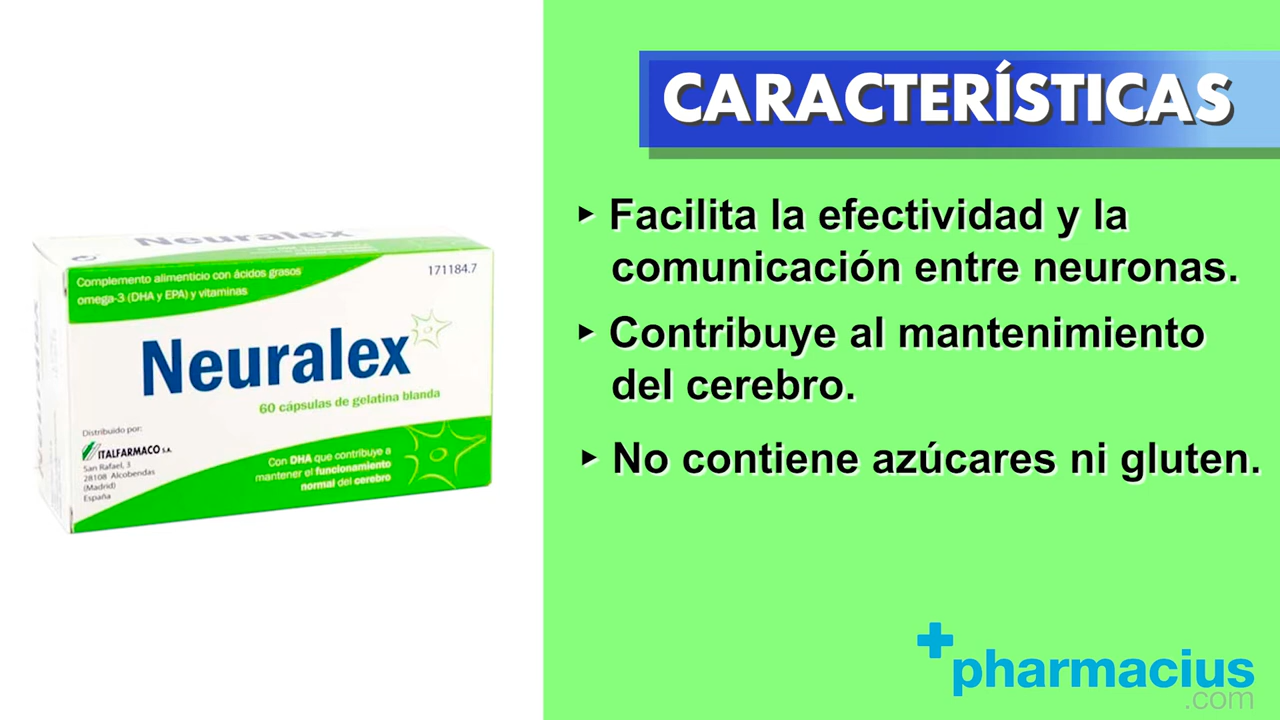 Neuralex
Complemento alimenticio con ácidos grasos
omega-3 (DHA y EPA) y vitaminas
171184.7
Neuralex
60 cápsulas de gelatina blanda
Distribuido por:
ITALFARMACO S.A.
San Rafael, 3
28108 Alcobendas
(Madrid)
España
Con DHA que contribuye a
mantener el funcionamiento
normal del cerebro
CARACTERÍSTICAS
▸ Facilita la efectividad y la
comunicación entre neuronas.
▸ Contribuye al mantenimiento
del cerebro.
▸ No contiene azúcares ni gluten.
pharmacius
.com